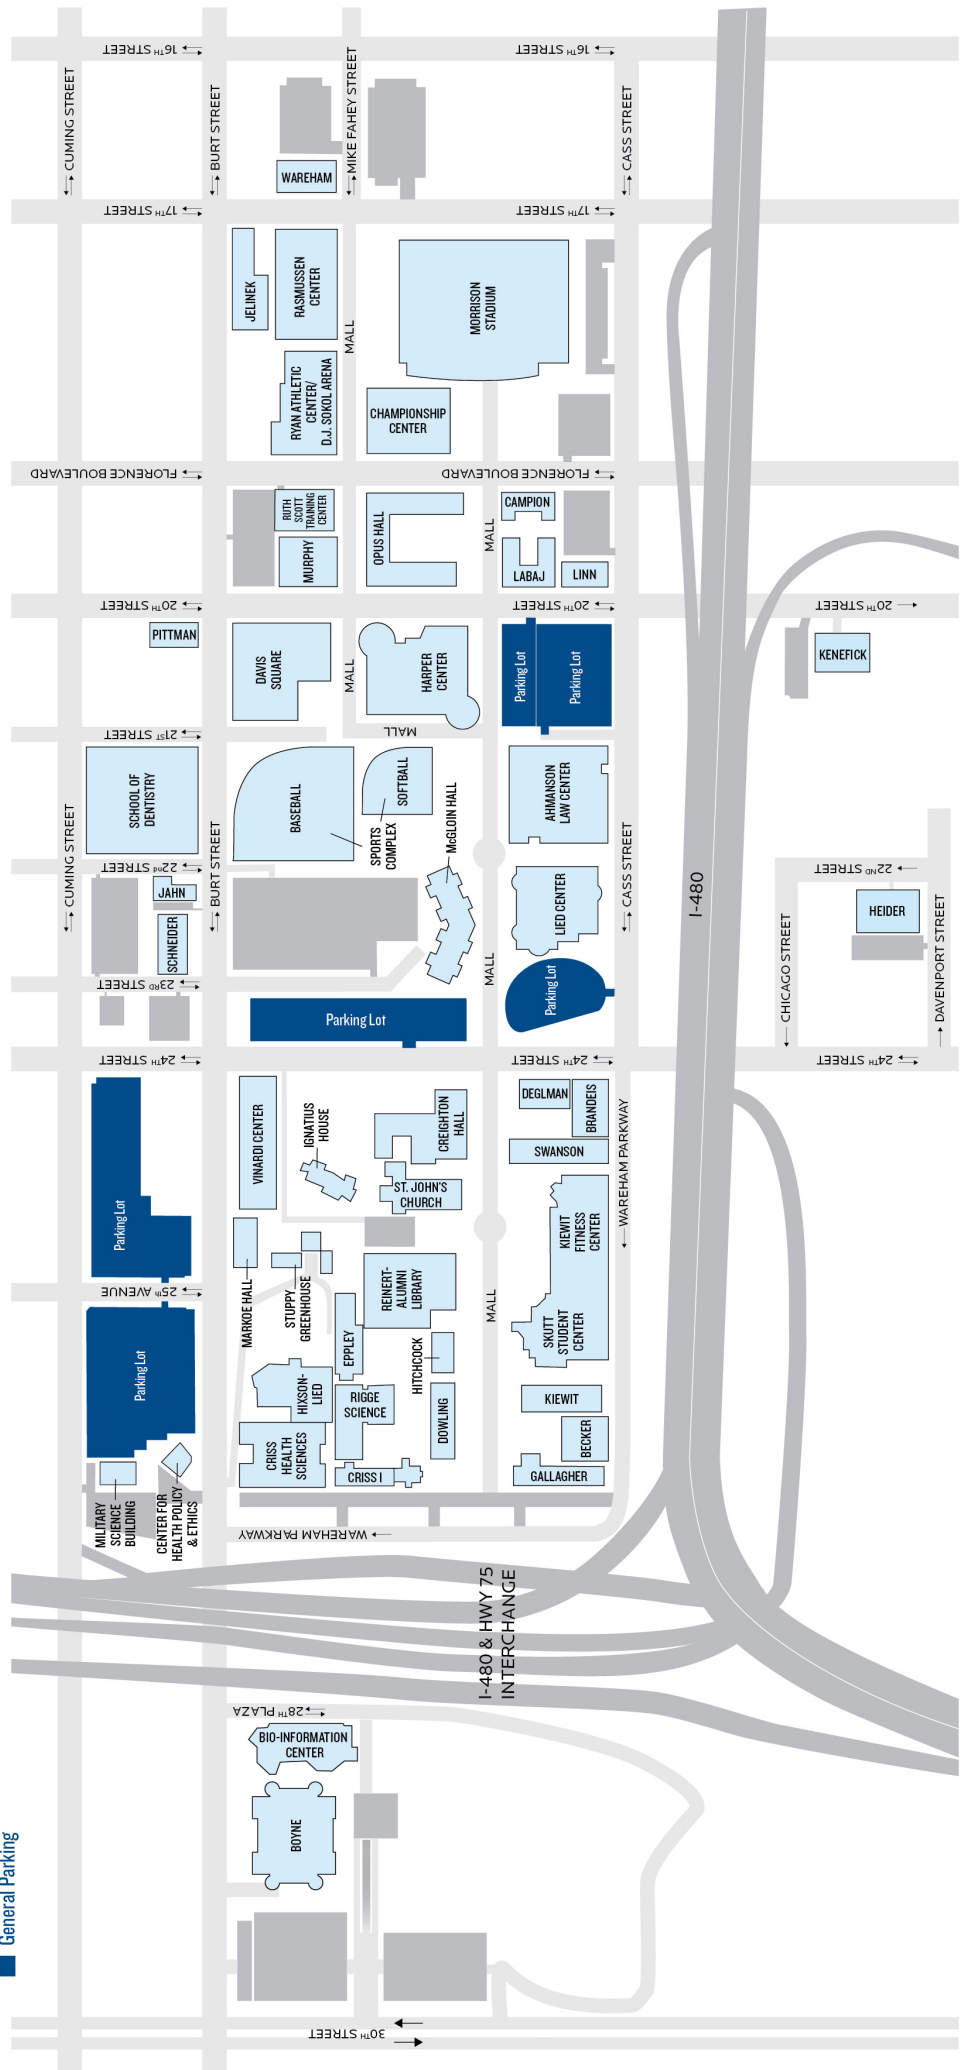 General Parking
16TH STREET
16TH STREET
CUMING STREET
BURT STREET
MIKE FAHEY STREET
CASS STREET
WAREHAM
17TH STREET
17TH STREET
JELINEK
RASMUSSEN
CENTER
MALL
MORRISON
STADIUM
RYAN ATHLETIC
CENTER/
D.J. SOKOL ARENA
CHAMPIONSHIP
CENTER
FLORENCE BOULEVARD
FLORENCE BOULEVARD
RUTH
SCOTT
TRAINING
CENTER
MURPHY
OPUS HALL
MALL
CAMPION
LABAJ
LINN
20TH STREET
20TH STREET
20TH STREET
PITTMAN
DAVIS
SQUARE
MALL
HARPER
CENTER
Parking Lot
Parking Lot
KENEFICK
21ST STREET
MALL
SCHOOL OF
DENTISTRY
BASEBALL
SOFTBALL
SPORTS
COMPLEX
McGLOIN HALL
AHMANSON
LAW CENTER
CUMING STREET
22nd STREET
BURT STREET
CASS STREET
I-480
22ND STREET
JAHN
SCHNEIDER
LIED CENTER
HEIDER
CHICAGO STREET
DAVENPORT STREET
23RD STREET
MALL
Parking Lot
Parking Lot
24TH STREET
24TH STREET
24TH STREET
Parking Lot
VINARDI CENTER
IGNATIUS
HOUSE
CREIGHTON
HALL
ST. JOHN'S
CHURCH
DEGLMAN
BRANDEIS
SWANSON
WAREHAM PARKWAY
MARKOE HALL
STUPPY
GREENHOUSE
REINERT-
ALUMNI
LIBRARY
MALL
KIEWIT
FITNESS
CENTER
SKUTT
STUDENT
CENTER
25th AVENUE
Parking Lot
EPPLEY
HITCHCOCK
HIXSON-
LIED
RIGGE
SCIENCE
DOWLING
KIEWIT
BECKER
CRISS
HEALTH
SCIENCES
CRISS I
GALLAGHER
MILITARY
SCIENCE
BUILDING
CENTER FOR
HEALTH POLICY
& ETHICS
WAREHAM PARKWAY
I-480 & HWY 75
INTERCHANGE
28TH PLAZA
BIO-INFORMATION
CENTER
BOYNE
30TH STREET